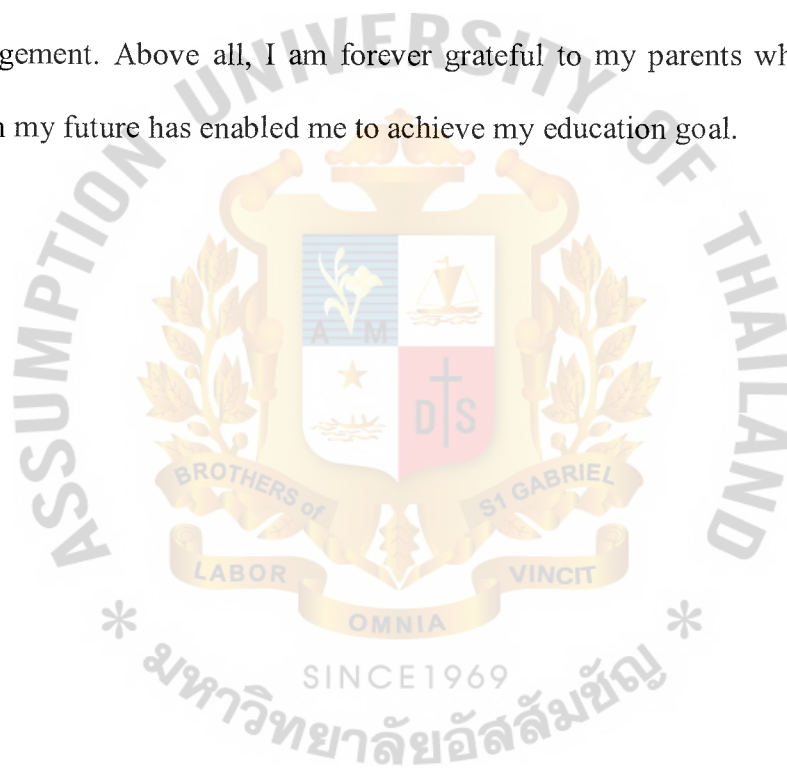 gement. Above all, I am forever grateful to my parents wh
my future has enabled me to achieve my education goal.
ASSUMPTION UNIVERSITY OF THAILAND
A M
D S
BROTHERS of
S1 GABRIEL
LABOR
VINCIT
OMNIA
SINCE1969
* มหาวิทยาลัยอัสสัมชัญ *